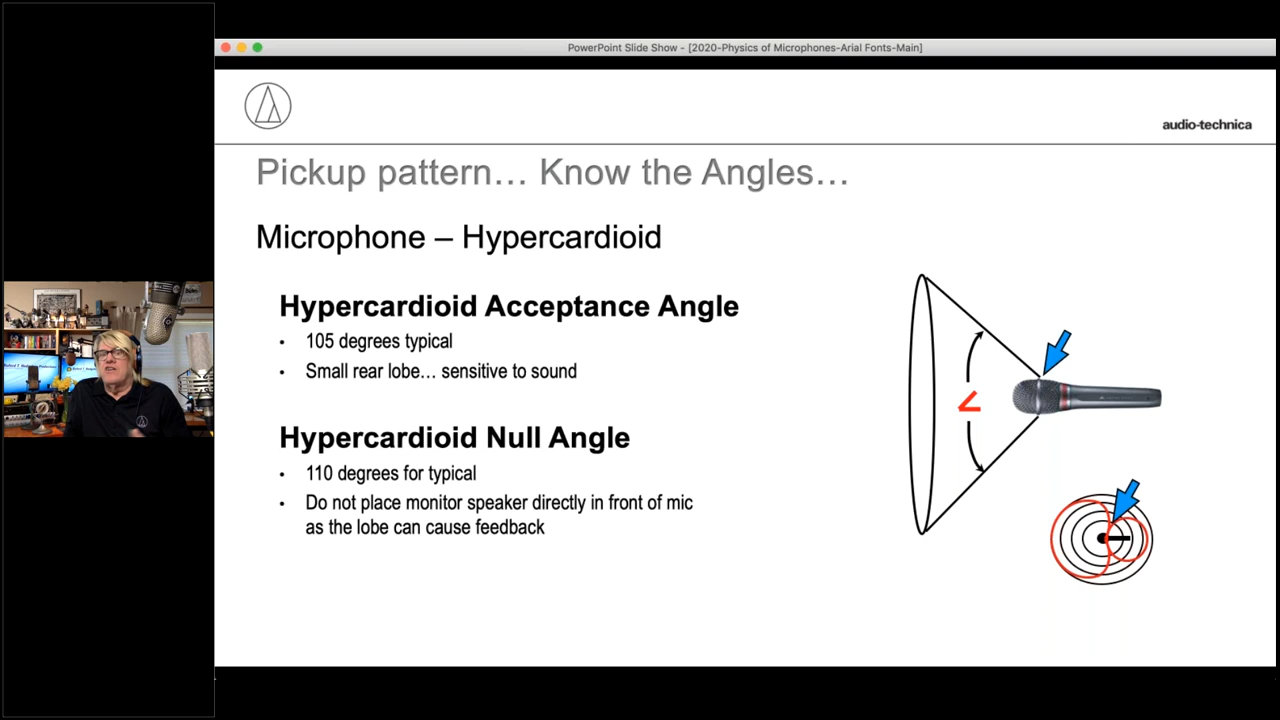 PowerPoint Slide Show - [2020-Physics of Microphones-Arial Fonts-Main]
audio-technica
Pickup pattern… Know the Angles…
Microphone – Hypercardioid
Hypercardioid Acceptance Angle
• 105 degrees typical
• Small rear lobe… sensitive to sound
Hypercardioid Null Angle
• 110 degrees for typical
• Do not place monitor speaker directly in front of mic
as the lobe can cause feedback